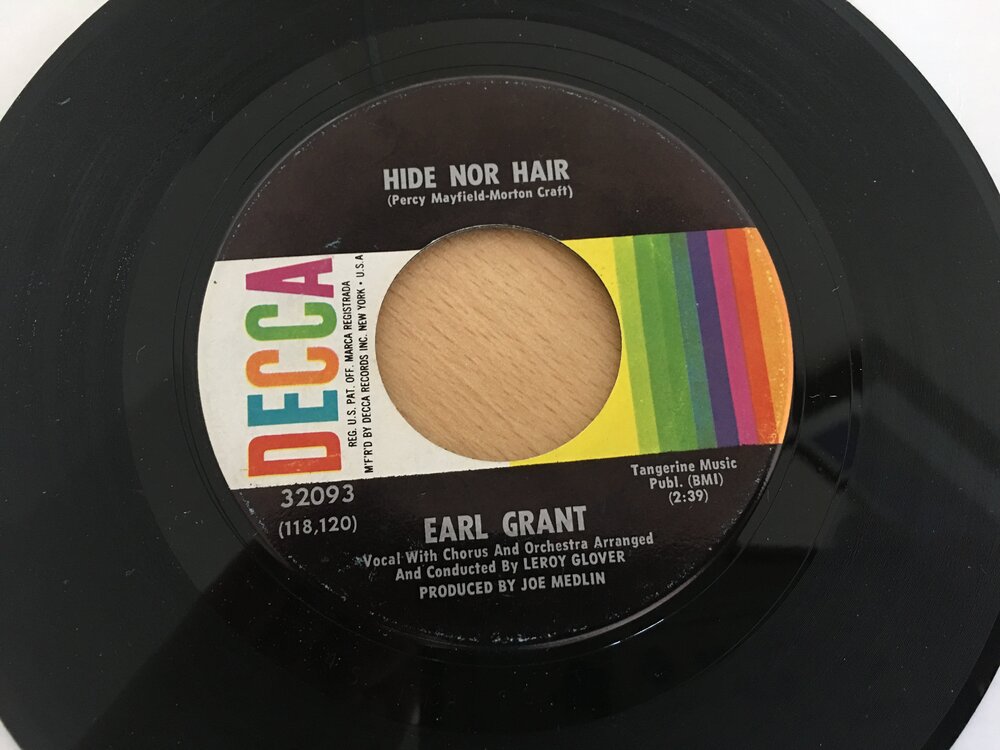 HIDE NOR HAIR
(Percy Mayfield-Morton Craft)
DECCA
REG. U.S. PAT. OFF. MARCA REGISTRADA
M'F'R'D BY DECCA RECORDS INC. NEW YORK • U.S.A
32093
(118,120)
Tangerine Music
Publ. (BMI)
(2:39)
EARL GRANT
Vocal With Chorus And Orchestra Arranged
And Conducted By LEROY GLOVER
PRODUCED BY JOE MEDLIN